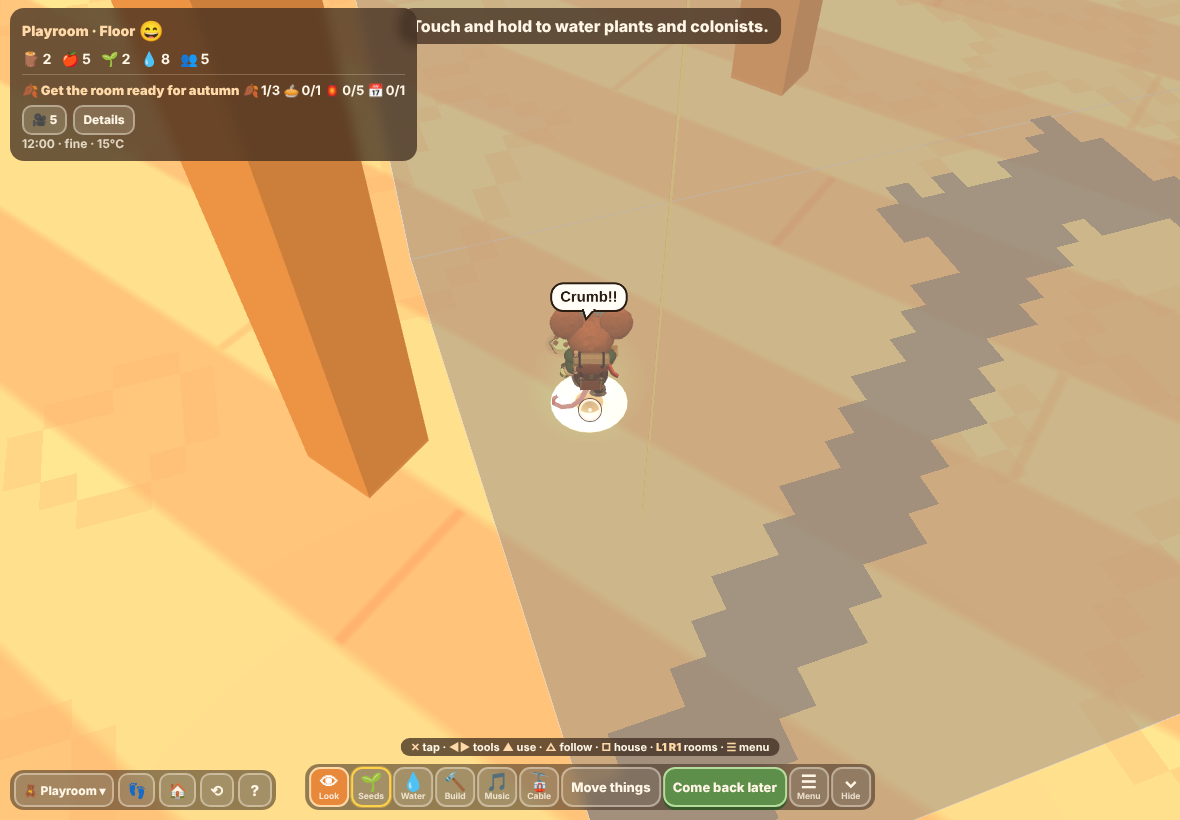 Playroom · Floor
2 5 2 8 5
Get the room ready for autumn 1/3 0/1 0/5 0/1
5 Details
12:00 · fine · 15°C
Touch and hold to water plants and colonists.
Crumb!!
✕ tap · ◀▶ tools ▲ use · △ follow · □ house · L1 R1 rooms · ☰ menu
Playroom ▾
?
Look
Seeds
Water
Build
Music
Cable
Move things
Come back later
Menu
Hide